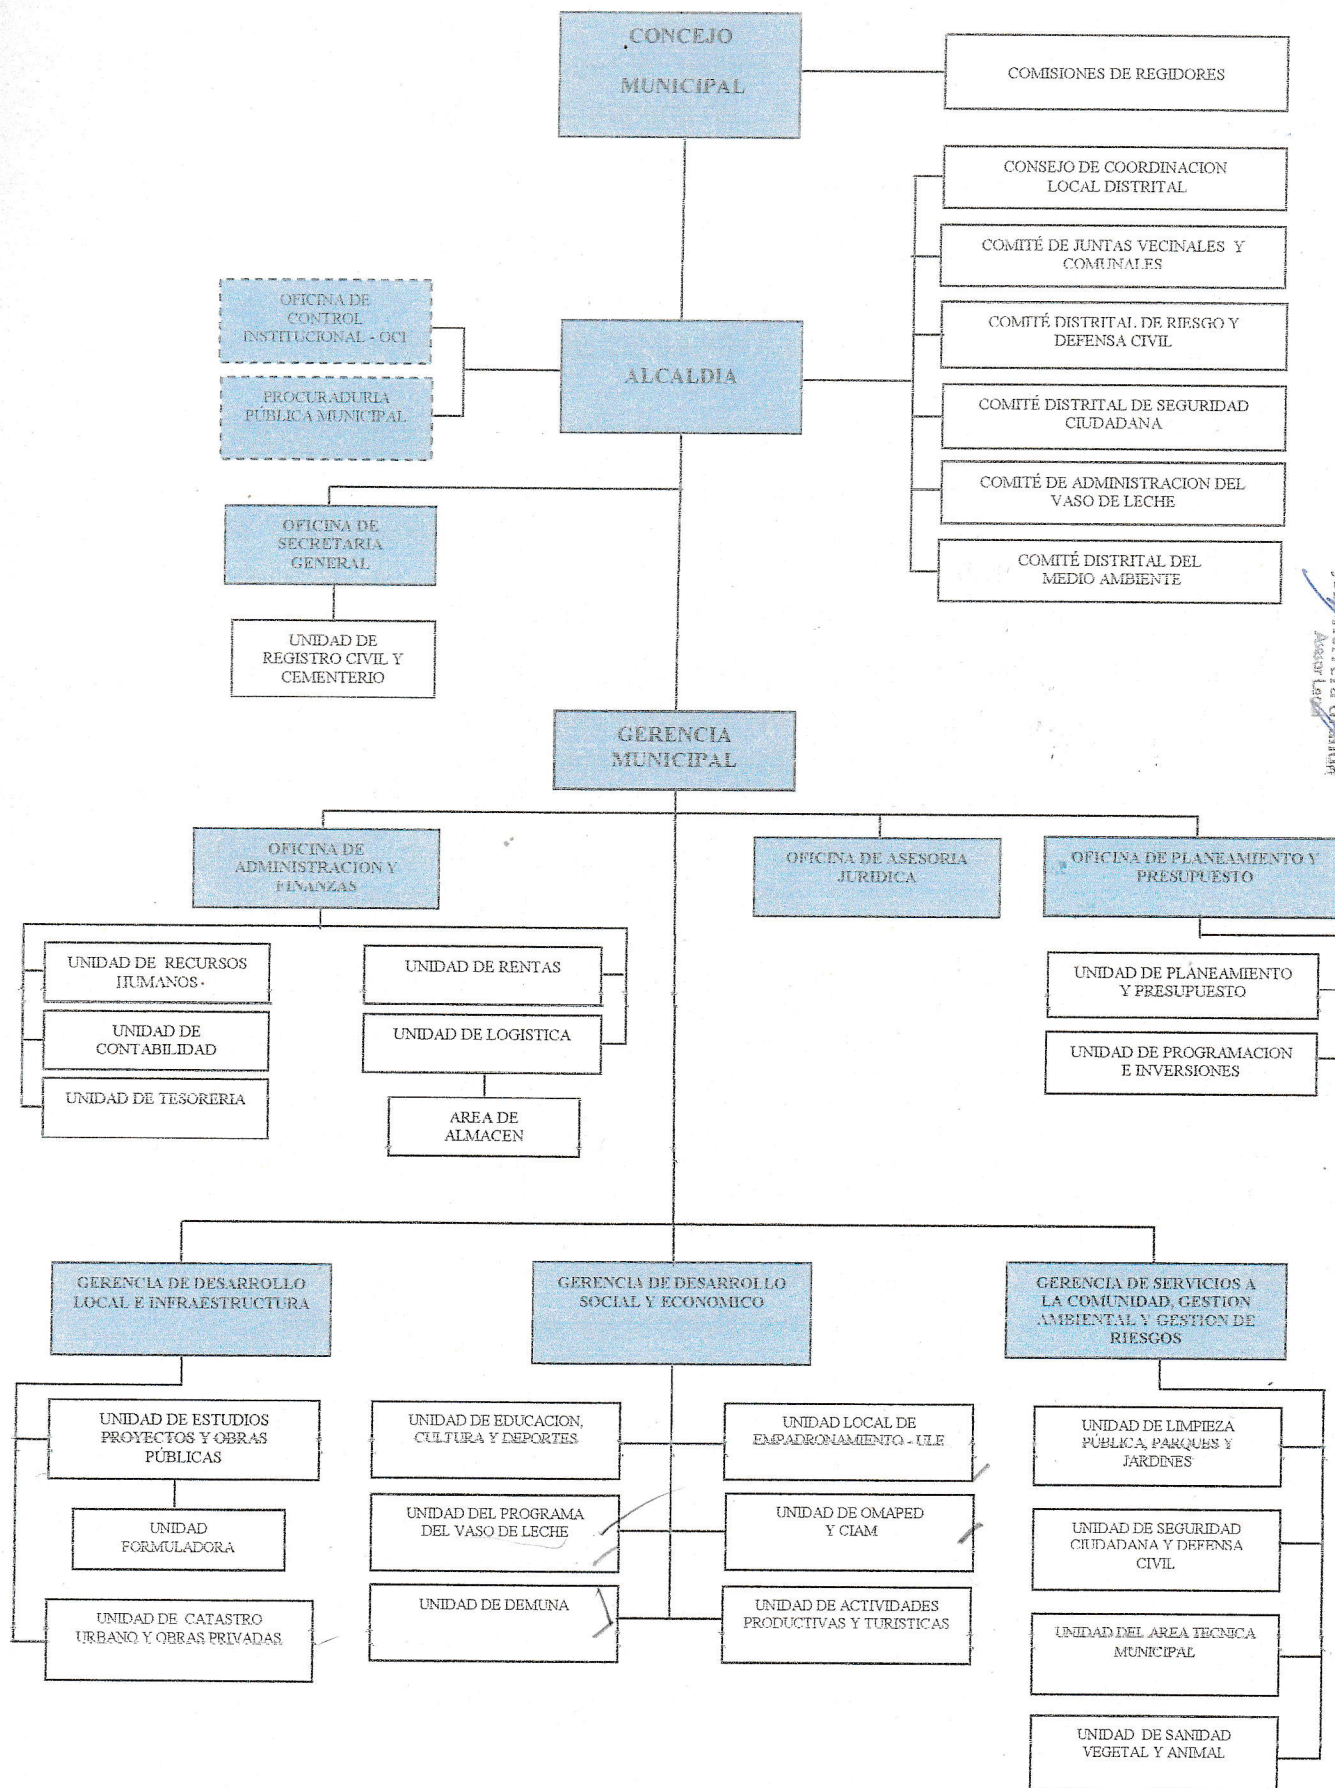 CONCEJO
MUNICIPAL
COMISIONES DE REGIDORES
CONSEJO DE COORDINACION
LOCAL DISTRITAL
COMITÉ DE JUNTAS VECINALES Y
COMUNALES
COMITÉ DISTRITAL DE RIESGO Y
DEFENSA CIVIL
COMITÉ DISTRITAL DE SEGURIDAD
CIUDADANA
COMITÉ DE ADMINISTRACION DEL
VASO DE LECHE
COMITÉ DISTRITAL DEL
MEDIO AMBIENTE
OFICINA DE
CONTROL
INSTITUCIONAL - OCI
PROCURADURIA
PÚBLICA MUNICIPAL
ALCALDIA
OFICINA DE
SECRETARIA
GENERAL
UNIDAD DE
REGISTRO CIVIL Y
CEMENTERIO
Asesor Legal
GERENCIA
MUNICIPAL
OFICINA DE
ADMINISTRACION Y
FINANZAS
OFICINA DE ASESORIA
JURIDICA
OFICINA DE PLANEAMIENTO Y
PRESUPUESTO
UNIDAD DE RECURSOS
HUMANOS
UNIDAD DE
CONTABILIDAD
UNIDAD DE TESORERIA
UNIDAD DE RENTAS
UNIDAD DE LOGISTICA
AREA DE
ALMACEN
UNIDAD DE PLANEAMIENTO
Y PRESUPUESTO
UNIDAD DE PROGRAMACION
E INVERSIONES
GERENCIA DE DESARROLLO
LOCAL E INFRAESTRUCTURA
GERENCIA DE DESARROLLO
SOCIAL Y ECONOMICO
GERENCIA DE SERVICIOS A
LA COMUNIDAD, GESTION
AMBIENTAL Y GESTION DE
RIESGOS
UNIDAD DE ESTUDIOS
PROYECTOS Y OBRAS
PÚBLICAS
UNIDAD
FORMULADORA
UNIDAD DE CATASTRO
URBANO Y OBRAS PRIVADAS
UNIDAD DE EDUCACION,
CULTURA Y DEPORTES
UNIDAD DEL PROGRAMA
DEL VASO DE LECHE
UNIDAD DE DEMUNA
UNIDAD LOCAL DE
EMPADRONAMIENTO - ULE
UNIDAD DE OMAPED
Y CIAM
UNIDAD DE ACTIVIDADES
PRODUCTIVAS Y TURISTICAS
UNIDAD DE LIMPIEZA
PÚBLICA, PARQUES Y
JARDINES
UNIDAD DE SEGURIDAD
CIUDADANA Y DEFENSA
CIVIL
UNIDAD DEL AREA TECNICA
MUNICIPAL
UNIDAD DE SANIDAD
VEGETAL Y ANIMAL